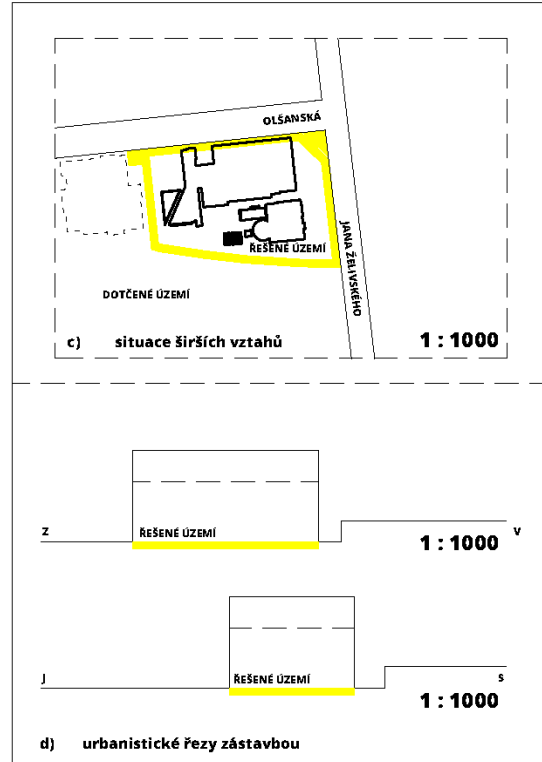 OLŠANSKÁ
JANA ŽELIVSKÉHO
ŘEŠENÉ ÚZEMÍ
DOTČENÉ ÚZEMÍ
c) situace širších vztahů 1 : 1000
Z ŘEŠENÉ ÚZEMÍ V
1 : 1000
J ŘEŠENÉ ÚZEMÍ S
1 : 1000
d) urbanistické řezy zástavbou